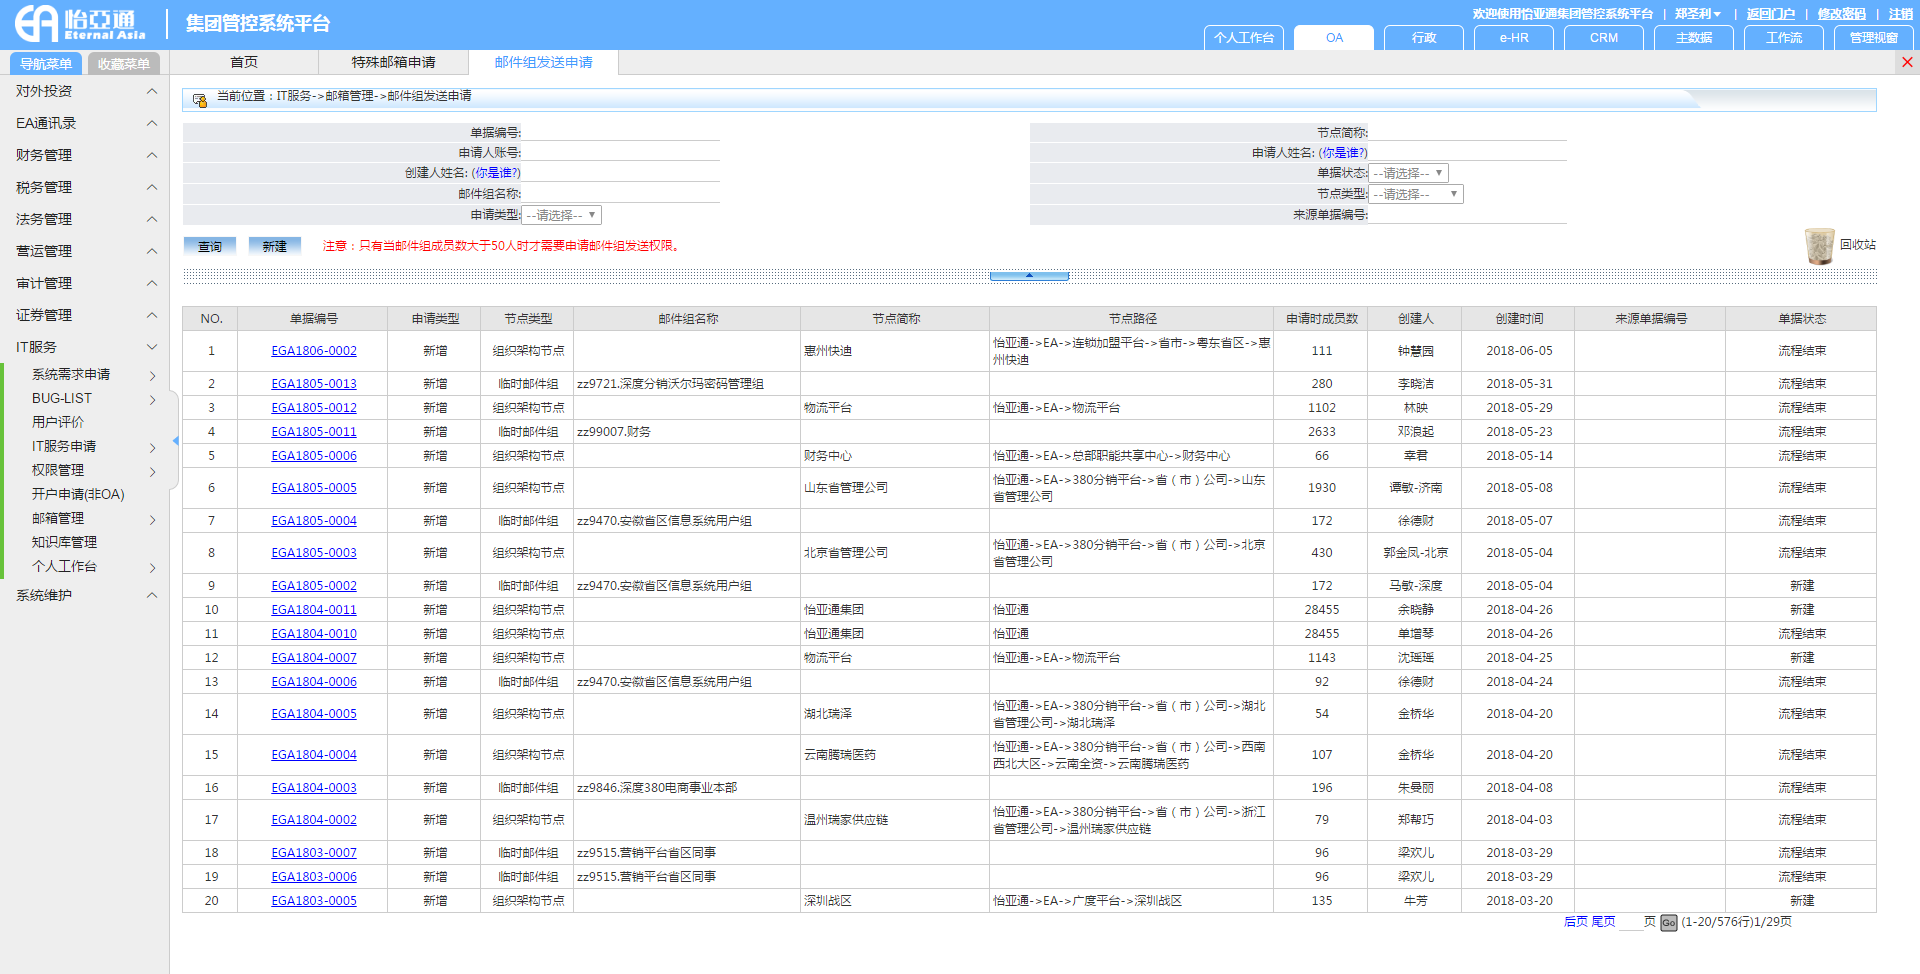 怡亞通
Eternal Asia
集团管控系统平台
欢迎使用怡亚通集团管控系统平台 | 郑圣利 | 返回门户 | 修改密码 | 注销
个人工作台 OA 行政 e-HR CRM 主数据 工作流 管理视窗
导航菜单 收藏菜单 首页 特殊邮箱申请 邮件组发送申请
对外投资
EA通讯录
财务管理
税务管理
法务管理
营运管理
审计管理
证券管理
IT服务
系统需求申请
BUG-LIST
用户评价
IT服务申请
权限管理
开户申请(非OA)
邮箱管理
知识库管理
个人工作台
系统维护
当前位置：IT服务->邮箱管理->邮件组发送申请
单据编号: 节点简称:
申请人账号: 申请人姓名: (你是谁?)
创建人姓名: (你是谁?) 单据状态: --请选择--
邮件组名称: 节点类型: --请选择--
申请类型: --请选择-- 来源单据编号:
查询 新建 注意：只有当邮件组成员数大于50人时才需要申请邮件组发送权限。 回收站
NO. 单据编号 申请类型 节点类型 邮件组名称 节点简称 节点路径 申请时成员数 创建人 创建时间 来源单据编号 单据状态
1 EGA1806-0002 新增 组织架构节点 惠州快迪 怡亚通->EA->连锁加盟平台->省市->粤东省区->惠州快迪 111 钟慧园 2018-06-05 流程结束
2 EGA1805-0013 新增 临时邮件组 zz9721.深度分销沃尔玛密码管理组 280 李晓洁 2018-05-31 流程结束
3 EGA1805-0012 新增 组织架构节点 物流平台 怡亚通->EA->物流平台 1102 林映 2018-05-29 流程结束
4 EGA1805-0011 新增 临时邮件组 zz99007.财务 2633 邓浪起 2018-05-23 流程结束
5 EGA1805-0006 新增 组织架构节点 财务中心 怡亚通->EA->总部职能共享中心->财务中心 66 幸君 2018-05-14 流程结束
6 EGA1805-0005 新增 组织架构节点 山东省管理公司 怡亚通->EA->380分销平台->省（市）公司->山东省管理公司 1930 谭敏-济南 2018-05-08 流程结束
7 EGA1805-0004 新增 临时邮件组 zz9470.安徽省区信息系统用户组 172 徐德财 2018-05-07 流程结束
8 EGA1805-0003 新增 组织架构节点 北京省管理公司 怡亚通->EA->380分销平台->省（市）公司->北京省管理公司 430 郭金凤-北京 2018-05-04 流程结束
9 EGA1805-0002 新增 临时邮件组 zz9470.安徽省区信息系统用户组 172 马敏-深度 2018-05-04 新建
10 EGA1804-0011 新增 组织架构节点 怡亚通集团 怡亚通 28455 余晓静 2018-04-26 新建
11 EGA1804-0010 新增 组织架构节点 怡亚通集团 怡亚通 28455 单增琴 2018-04-26 流程结束
12 EGA1804-0007 新增 组织架构节点 物流平台 怡亚通->EA->物流平台 1143 沈瑶瑶 2018-04-25 新建
13 EGA1804-0006 新增 临时邮件组 zz9470.安徽省区信息系统用户组 92 徐德财 2018-04-24 流程结束
14 EGA1804-0005 新增 组织架构节点 湖北瑞泽 怡亚通->EA->380分销平台->省（市）公司->湖北省管理公司->湖北瑞泽 54 金桥华 2018-04-20 流程结束
15 EGA1804-0004 新增 组织架构节点 云南腾瑞医药 怡亚通->EA->380分销平台->省（市）公司->西南西北大区->云南全资->云南腾瑞医药 107 金桥华 2018-04-20 流程结束
16 EGA1804-0003 新增 临时邮件组 zz9846.深度380电商事业本部 196 朱曼丽 2018-04-08 流程结束
17 EGA1804-0002 新增 组织架构节点 温州瑞家供应链 怡亚通->EA->380分销平台->省（市）公司->浙江省管理公司->温州瑞家供应链 79 郑帮巧 2018-04-03 流程结束
18 EGA1803-0007 新增 临时邮件组 zz9515.营销平台省区同事 96 梁欢儿 2018-03-29 流程结束
19 EGA1803-0006 新增 临时邮件组 zz9515.营销平台省区同事 96 梁欢儿 2018-03-29 流程结束
20 EGA1803-0005 新增 组织架构节点 深圳战区 怡亚通->EA->广度平台->深圳战区 135 牛芳 2018-03-20 新建
后页 尾页 页 Go (1-20/576行)1/29页